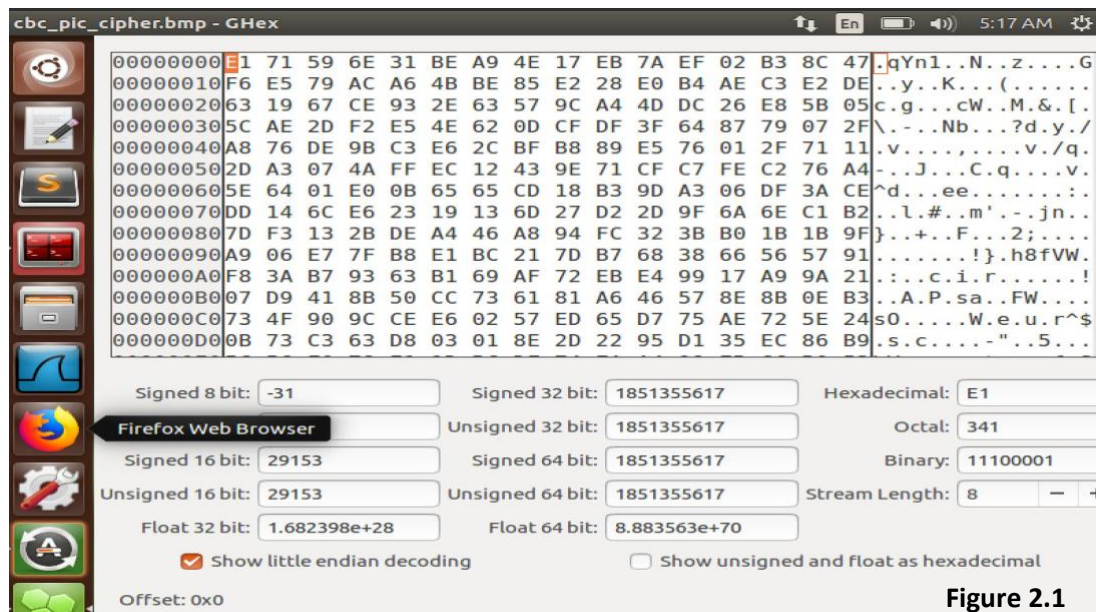 cbc_pic_cipher.bmp - GHex En 5:17 AM
00000000 E1 71 59 6E 31 BE A9 4E 17 EB 7A EF 02 B3 8C 47 .qYn1..N..z....G
00000010 F6 E5 79 AC A6 4B BE 85 E2 28 E0 B4 AE C3 E2 DE ..y..K...(......
00000020 63 19 67 CE 93 2E 63 57 9C A4 4D DC 26 E8 5B 05 c.g...cW..M.&.[.
00000030 5C AE 2D F2 E5 4E 62 0D CF DF 3F 64 87 79 07 2F \.-..Nb...?d.y./
00000040 A8 76 DE 9B C3 E6 2C BF B8 89 E5 76 01 2F 71 11 .v....,....v./q.
00000050 2D A3 07 4A FF EC 12 43 9E 71 CF C7 FE C2 76 A4 -..J...C.q....v.
00000060 5E 64 01 E0 0B 65 65 CD 18 B3 9D A3 06 DF 3A CE ^d...ee.......:.
00000070 DD 14 6C E6 23 19 13 6D 27 D2 2D 9F 6A 6E C1 B2 ..l.#..m'.-.jn..
00000080 7D F3 13 2B DE A4 46 A8 94 FC 32 3B B0 1B 1B 9F }..+..F...2;....
00000090 A9 06 E7 7F B8 E1 BC 21 7D B7 68 38 66 56 57 91 .......!}.h8fVW.
000000A0 F8 3A B7 93 63 B1 69 AF 72 EB E4 99 17 A9 9A 21 .:..c.i.r......!
000000B0 07 D9 41 8B 50 CC 73 61 81 A6 46 57 8E 8B 0E B3 ..A.P.sa..FW....
000000C0 73 4F 90 9C CE E6 02 57 ED 65 D7 75 AE 72 5E 24 sO.....W.e.u.r^$
000000D0 0B 73 C3 63 D8 03 01 8E 2D 22 95 D1 35 EC 86 B9 .s.c....-"..5...
Signed 8 bit: -31 Signed 32 bit: 1851355617 Hexadecimal: E1
Firefox Web Browser Unsigned 32 bit: 1851355617 Octal: 341
Signed 16 bit: 29153 Signed 64 bit: 1851355617 Binary: 11100001
Unsigned 16 bit: 29153 Unsigned 64 bit: 1851355617 Stream Length: 8 − +
Float 32 bit: 1.682398e+28 Float 64 bit: 8.883563e+70
Show little endian decoding Show unsigned and float as hexadecimal
Offset: 0x0
Figure 2.1